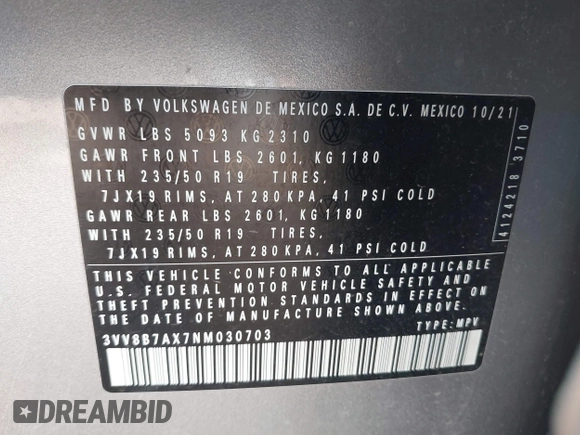 MFD BY VOLKSWAGEN DE MEXICO S.A. DE C.V. MEXICO 10/21
GVWR LBS 5093 KG 2310
GAWR FRONT LBS 2601, KG 1180
WITH 235/50 R19 TIRES,
7JX19 RIMS, AT 280 KPA, 41 PSI COLD
GAWR REAR LBS 2601, KG 1180
WITH 235/50 R19 TIRES,
7JX19 RIMS, AT 280 KPA, 41 PSI COLD
THIS VEHICLE CONFORMS TO ALL APPLICABLE
U.S. FEDERAL MOTOR VEHICLE SAFETY AND
THEFT PREVENTION STANDARDS IN EFFECT ON
THE DATE OF MANUFACTURE SHOWN ABOVE.
3VV8B7AX7NM030703 TYPE: MPV
4124218 3710
DREAMBID